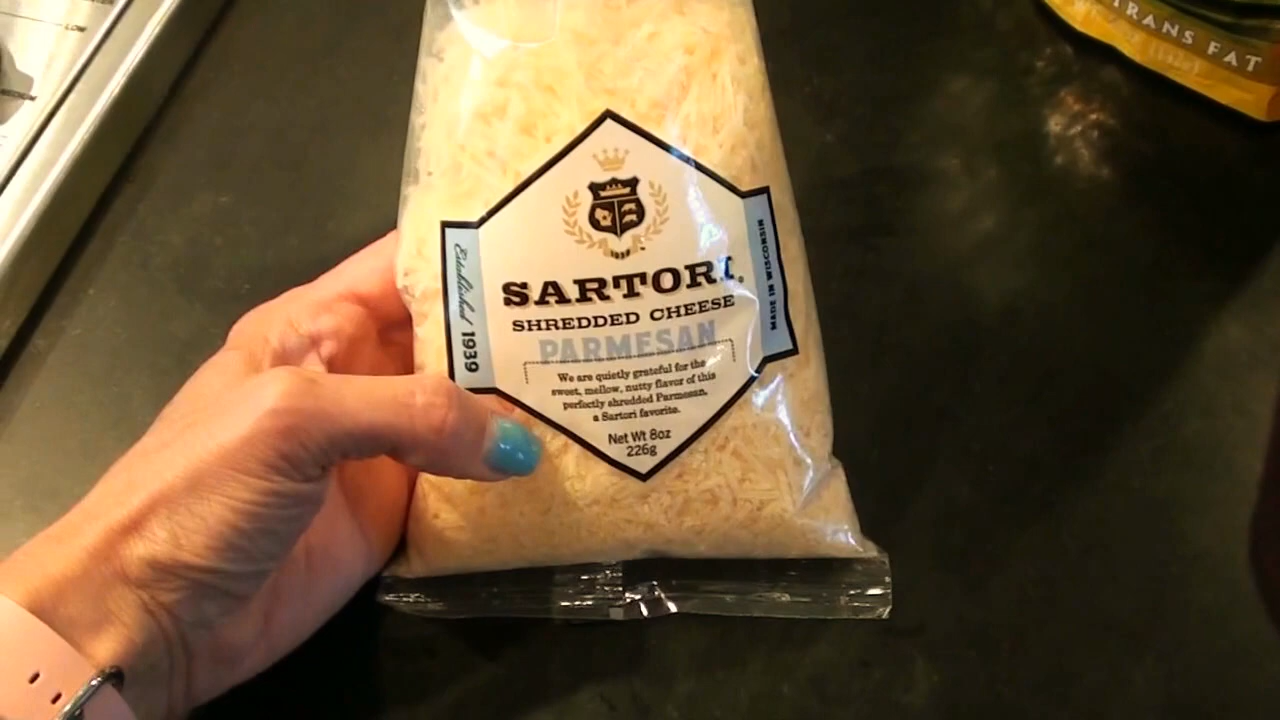 LOW
TRANS FAT
Established 1939
MADE IN WISCONSIN
SARTORI
SHREDDED CHEESE
PARMESAN
We are quietly grateful for the
sweet, mellow, nutty flavor of this
perfectly shredded Parmesan,
a Sartori favorite.
Net Wt 8oz
226g